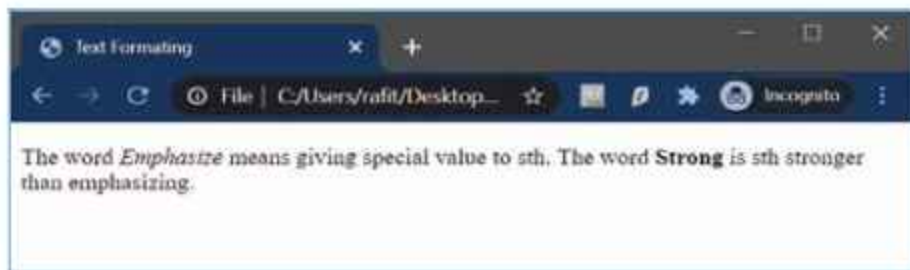 Text Formating
File | C:/Users/rafit/Desktop...
Incognito
The word Emphasize means giving special value to sth. The word Strong is sth stronger
than emphasizing.